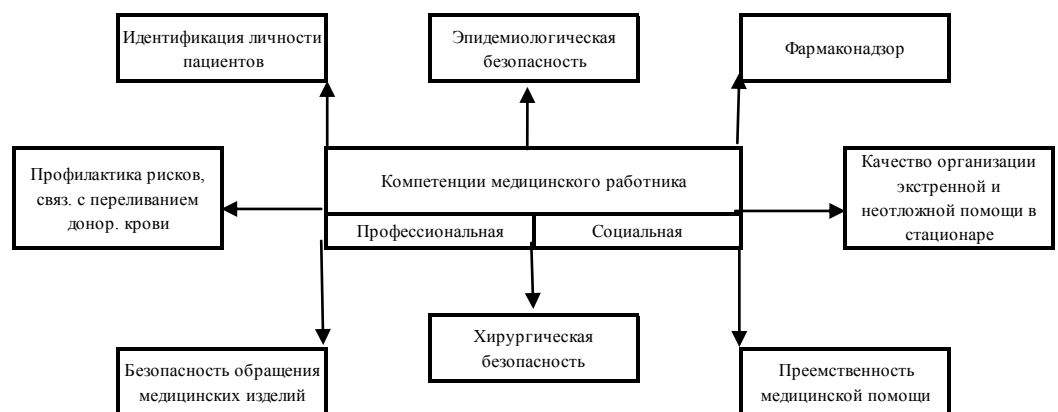 Идентификация личности
пациентов
Эпидемиологическая
безопасность
Фармаконадзор
Профилактика рисков,
связ. с переливанием
донор. крови
Компетенции медицинского работника
Профессиональная
Социальная
Качество организации
экстренной и
неотложной помощи в
стационаре
Безопасность обращения
медицинских изделий
Хирургическая
безопасность
Преемственность
медицинской помощи